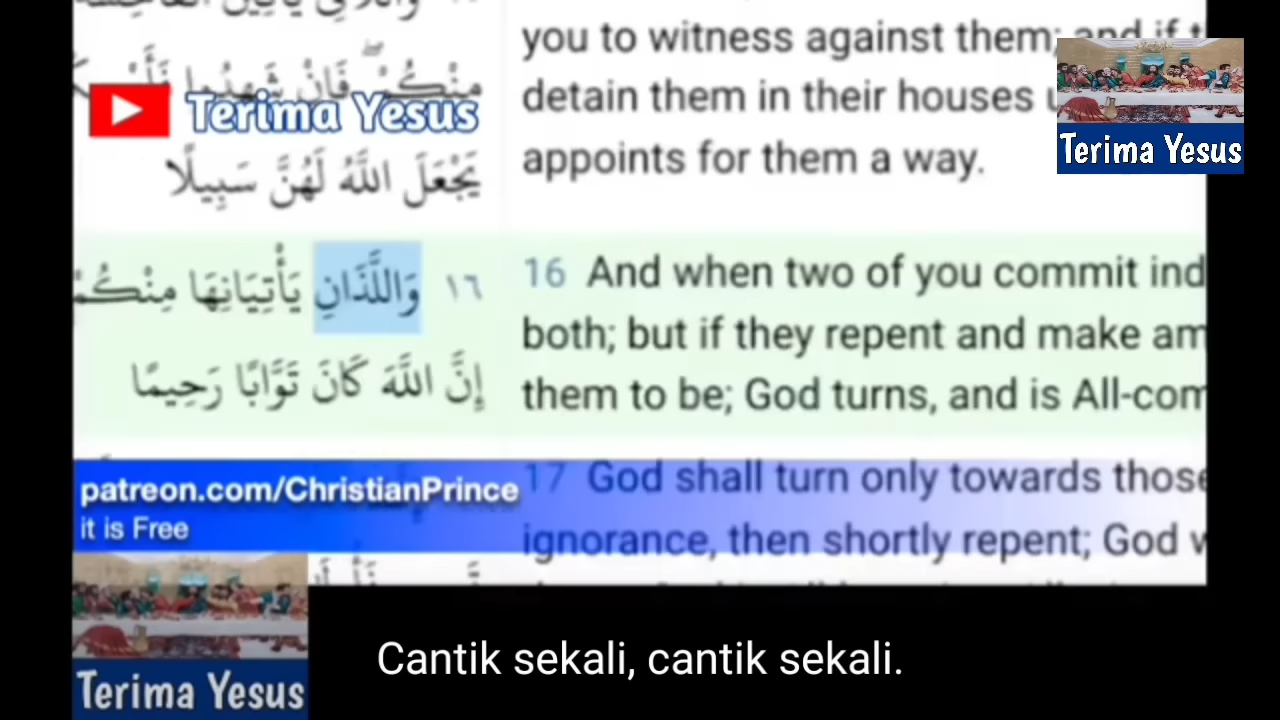 you to witness against them; and if
detain them in their houses
appoints for them a way.
Terima Yesus
Terima Yesus
يَجْعَلَ اللَّهُ لَهُنَّ سَبِيلًا
١٦ وَاللَّذَانِ يَأْتِيَانِهَا مِنْكُمْ
إِنَّ اللَّهَ كَانَ تَوَّابًا رَحِيمًا
16 And when two of you commit ind
both; but if they repent and make am
them to be; God turns, and is All-com
17 God shall turn only towards those
ignorance, then shortly repent; God w
patreon.com/ChristianPrince
it is Free
Terima Yesus
Cantik sekali, cantik sekali.